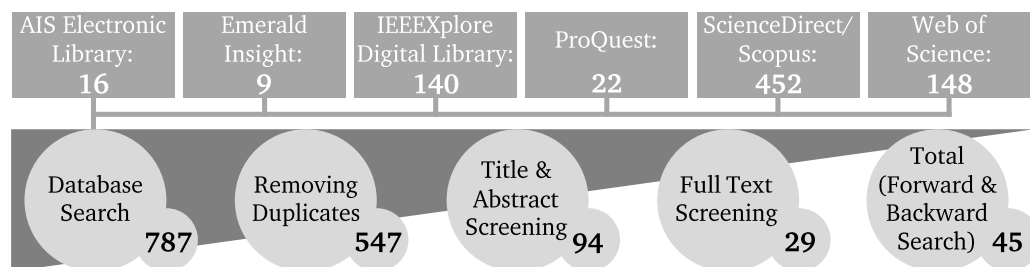 AIS Electronic
Library:
16
Emerald
Insight:
9
IEEEXplore
Digital Library:
140
ProQuest:
22
ScienceDirect/
Scopus:
452
Web of
Science:
148
Database
Search
787
Removing
Duplicates
547
Title &
Abstract
Screening
94
Full Text
Screening
29
Total
(Forward &
Backward
Search)
45